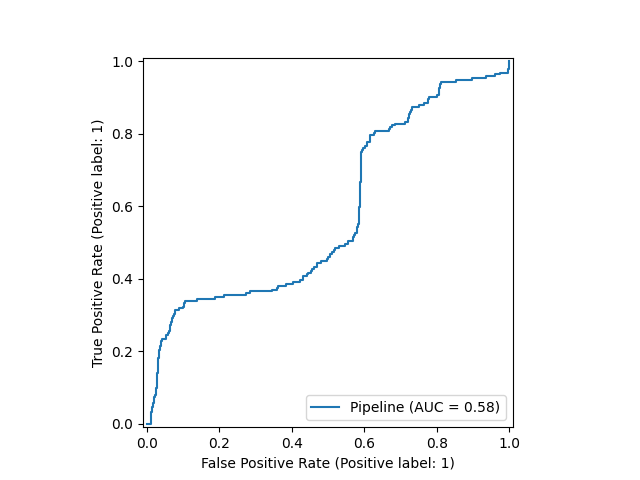 1.0
0.8
0.6
0.4
0.2
0.0
True Positive Rate (Positive label: 1)
Pipeline (AUC = 0.58)
0.0 0.2 0.4 0.6 0.8 1.0
False Positive Rate (Positive label: 1)